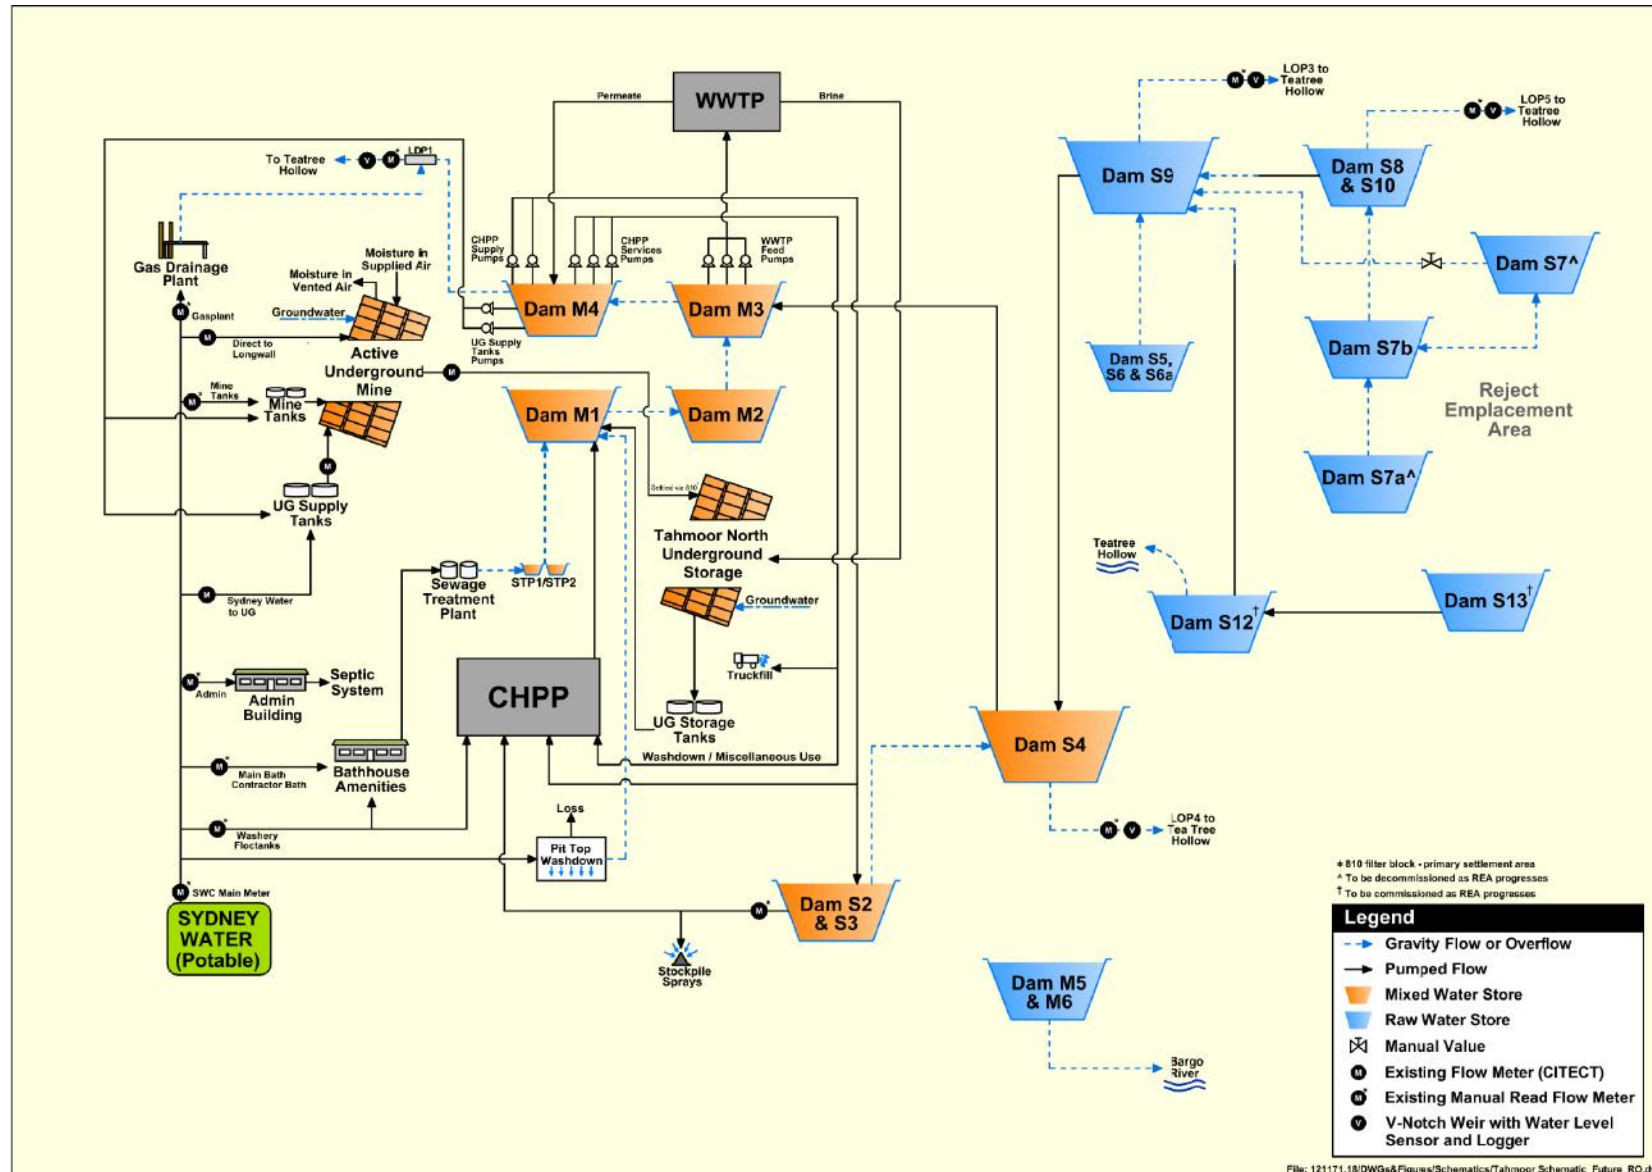 WWTP
Permeate
Brine
LOP3 to
Teatree
Hollow
LOP5 to
Teatree
Hollow
To Teatree
Hollow
LDP1
Dam S9
Dam S8
& S10
Gas Drainage
Plant
Moisture in
Supplied Air
Moisture in
Vented Air
CHPP
Supply
Pumps
CHPP
Services
Pumps
WWTP
Feed
Pumps
Dam S7^
Gasplant
Groundwater
Dam M4
Dam M3
Direct to
Longwall
Active
Underground
Mine
UG Supply
Tanks
Pumps
Dam S5,
S6 & S6a
Dam S7b
Reject
Emplacement
Area
Mine
Tanks
Mine
Tanks
Dam M1
Dam M2
Dam S7a^
UG Supply
Tanks
Settled via 810*
Tahmoor North
Underground
Storage
Teatree
Hollow
Sydney Water
to UG
Sewage
Treatment
Plant
STP1/STP2
Groundwater
Dam S12†
Dam S13†
Admin
Admin
Building
Septic
System
CHPP
Truckfill
UG Storage
Tanks
Washdown / Miscellaneous Use
Dam S4
Main Bath
Contractor Bath
Bathhouse
Amenities
Washery
Floctanks
Loss
Pit Top
Washdown
LOP4 to
Tea Tree
Hollow
SWC Main Meter
SYDNEY
WATER
(Potable)
Dam S2
& S3
Stockpile
Sprays
Dam M5
& M6
Bargo
River
* 810 filter block - primary settlement area
^ To be decommissioned as REA progresses
† To be commissioned as REA progresses
Legend
Gravity Flow or Overflow
Pumped Flow
Mixed Water Store
Raw Water Store
Manual Value
M Existing Flow Meter (CITECT)
M* Existing Manual Read Flow Meter
V V-Notch Weir with Water Level
Sensor and Logger